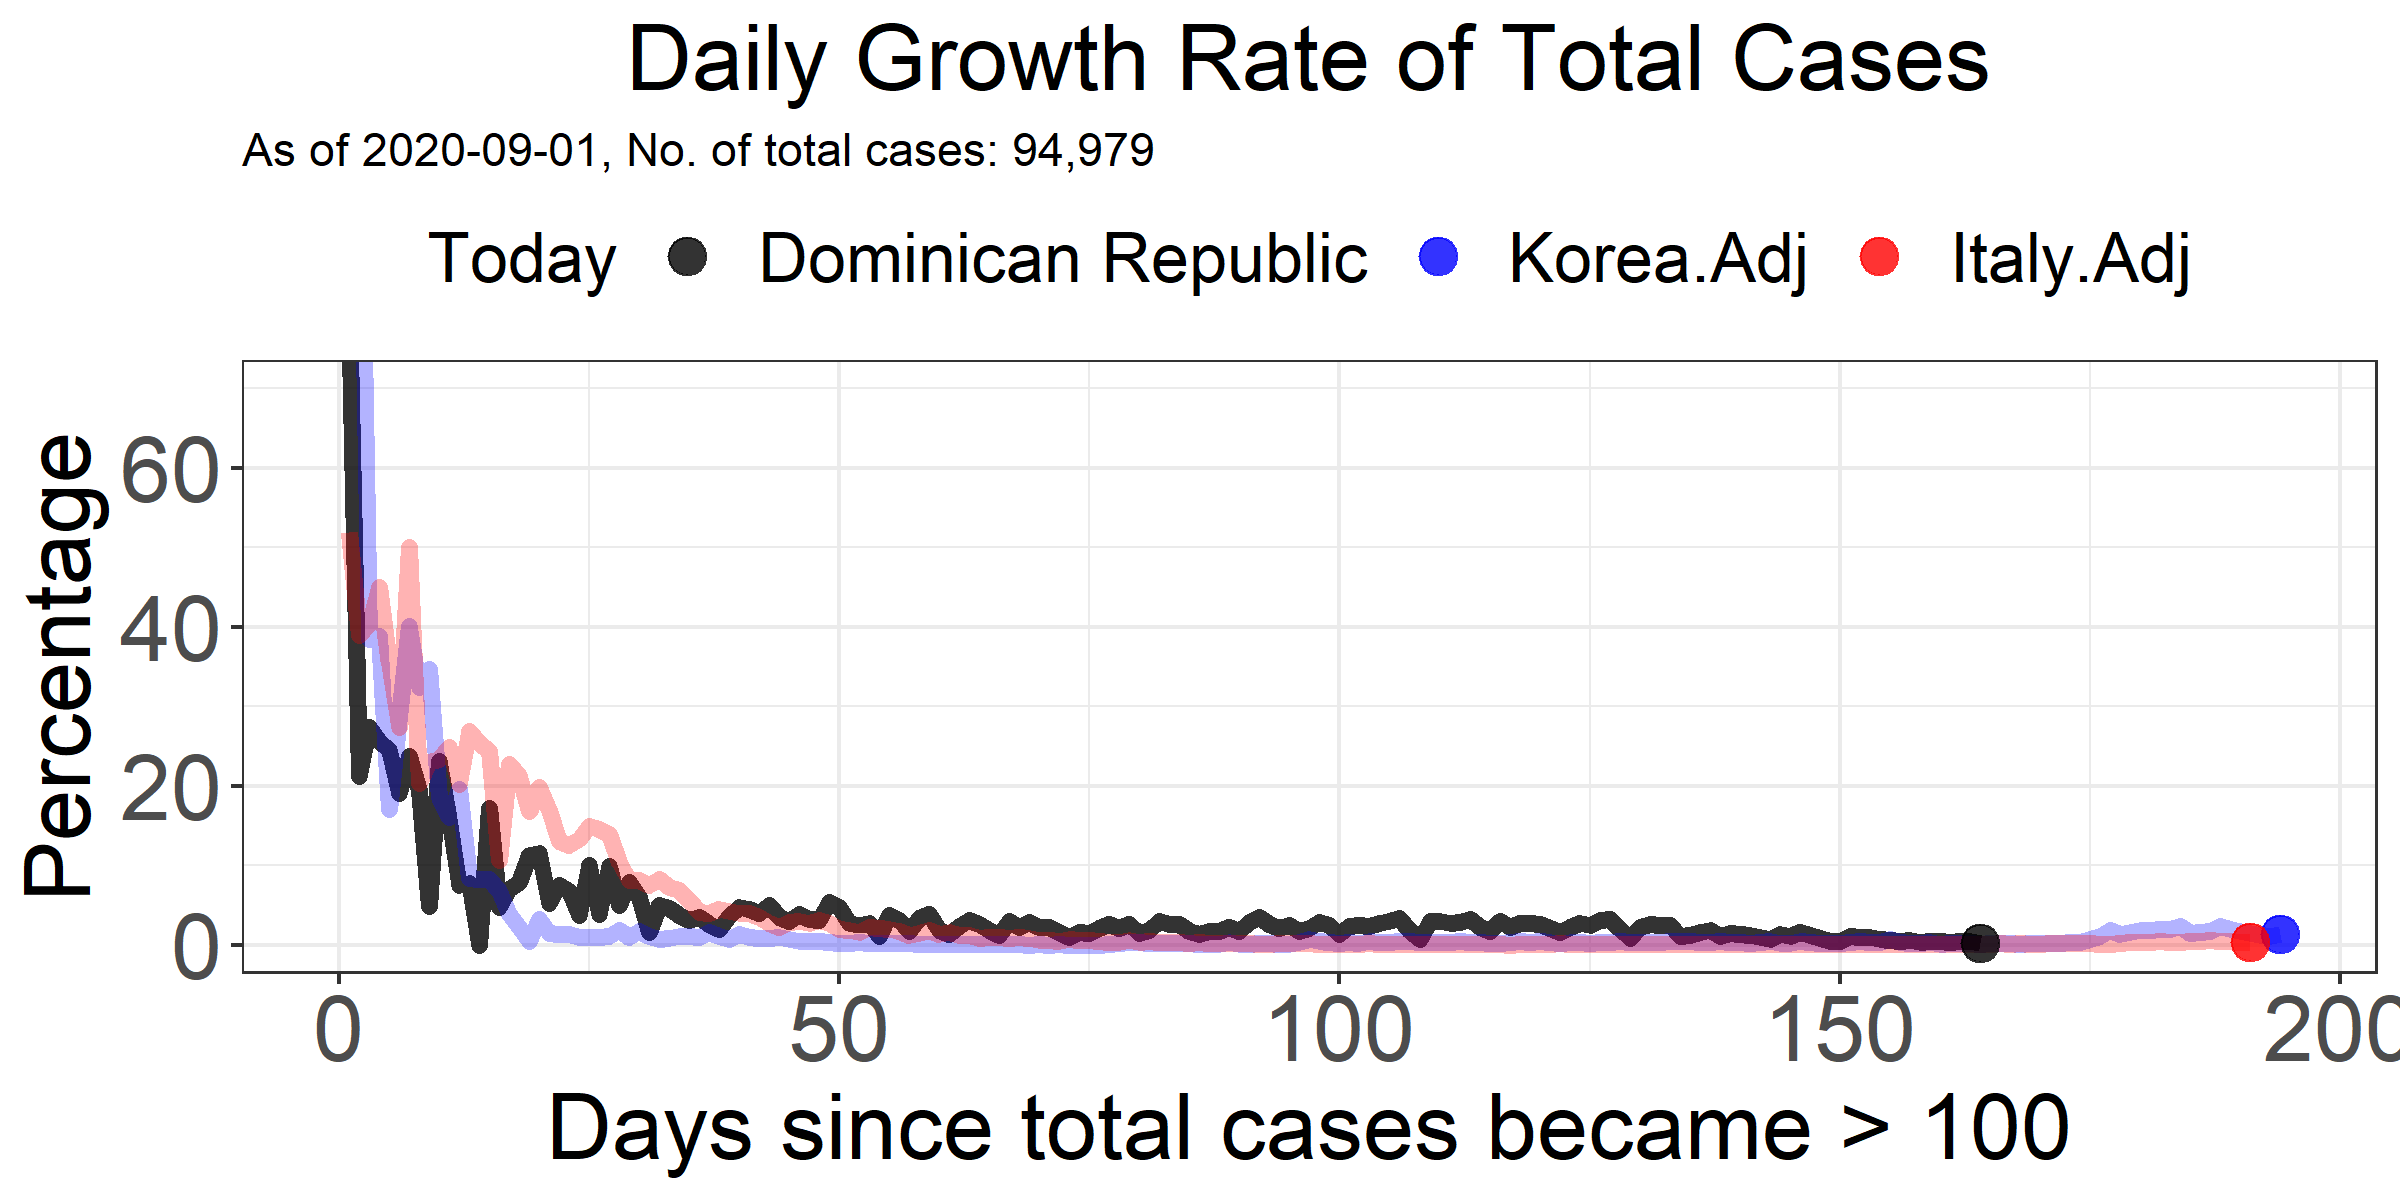 Daily Growth Rate of Total Cases
As of 2020-09-01, No. of total cases: 94,979
Today Dominican Republic Korea.Adj Italy.Adj
Percentage
60
40
20
0
0 50 100 150 200
Days since total cases became > 100